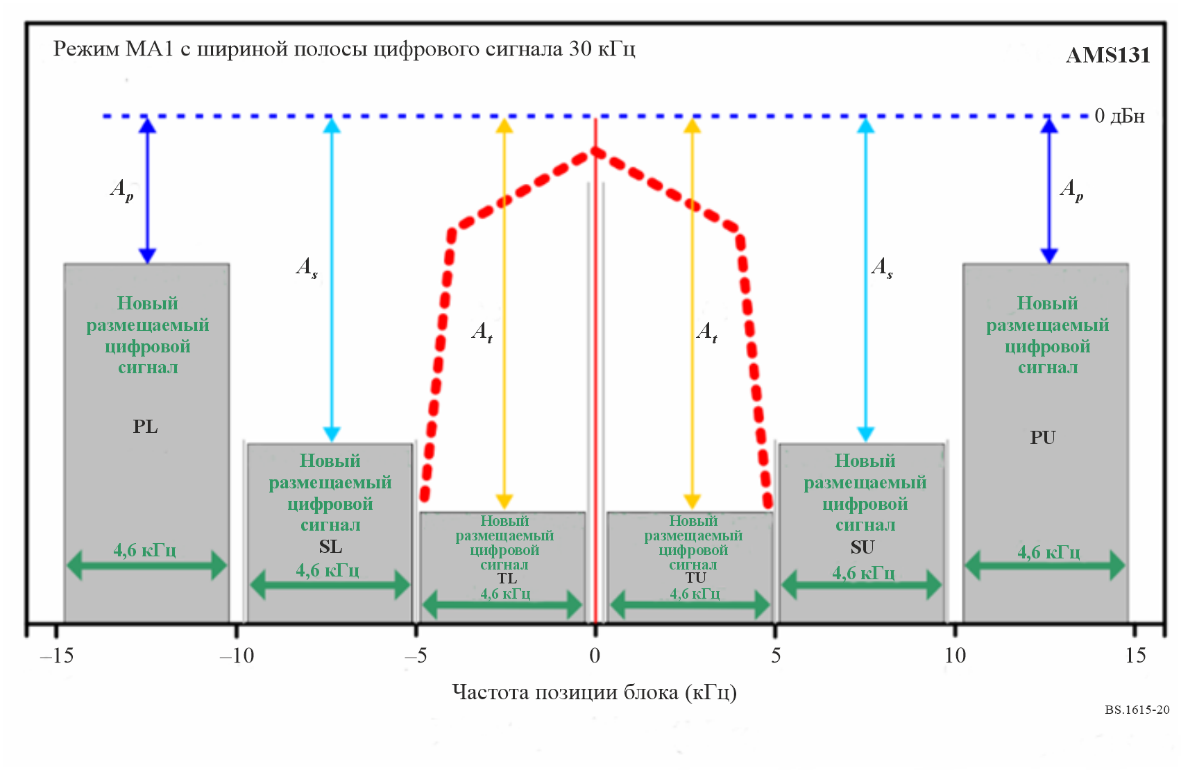 Режим МА1 с шириной полосы цифрового сигнала 30 кГц
AMS131
0 дБн
Ap
As
At
At
As
Ap
Новый
размещаемый
цифровой
сигнал
PL
4,6 кГц
Новый
размещаемый
цифровой
сигнал
SL
4,6 кГц
Новый
размещаемый
цифровой
сигнал
TL
4,6 кГц
Новый
размещаемый
цифровой
сигнал
TU
4,6 кГц
Новый
размещаемый
цифровой
сигнал
SU
4,6 кГц
Новый
размещаемый
цифровой
сигнал
PU
4,6 кГц
–15 –10 –5 0 5 10 15
Частота позиции блока (кГц)
BS.1615-20